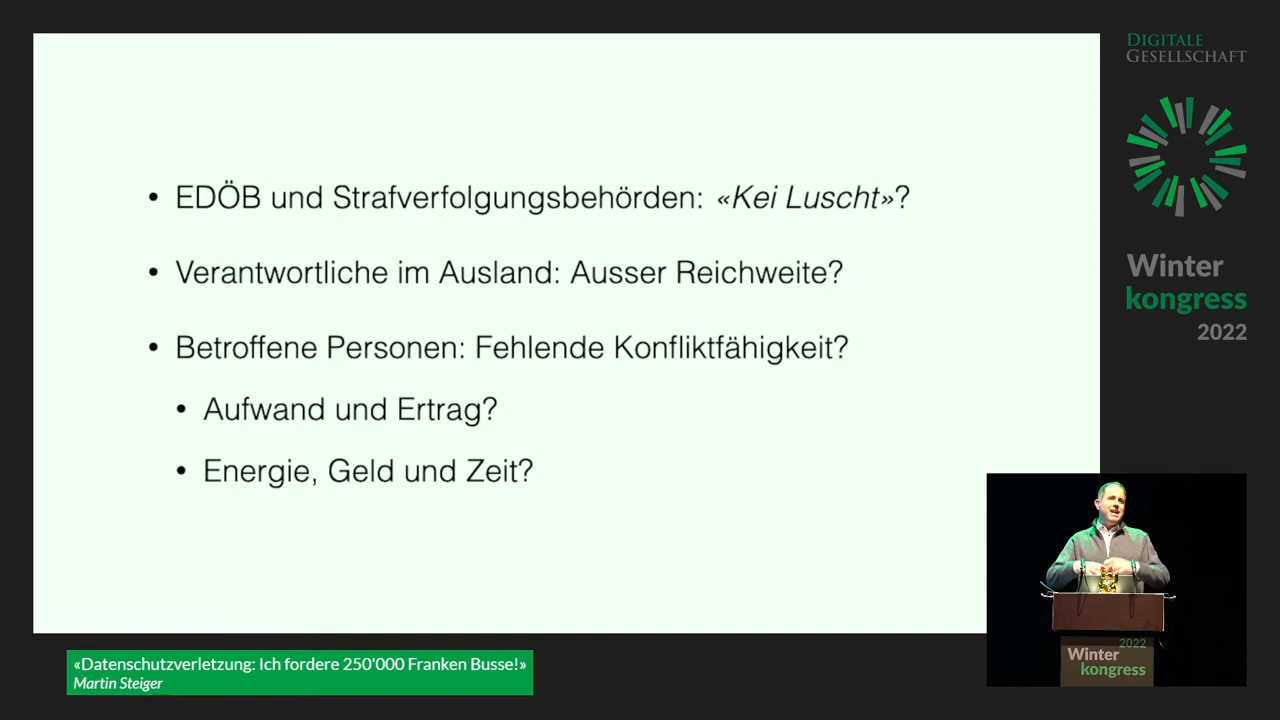 • EDÖB und Strafverfolgungsbehörden: «Kei Luscht»?
• Verantwortliche im Ausland: Ausser Reichweite?
• Betroffene Personen: Fehlende Konfliktfähigkeit?
• Aufwand und Ertrag?
• Energie, Geld und Zeit?
DIGITALE
GESELLSCHAFT
Winter
kongress
2022
2022
Winter
kongress
«Datenschutzverletzung: Ich fordere 250'000 Franken Busse!»
Martin Steiger